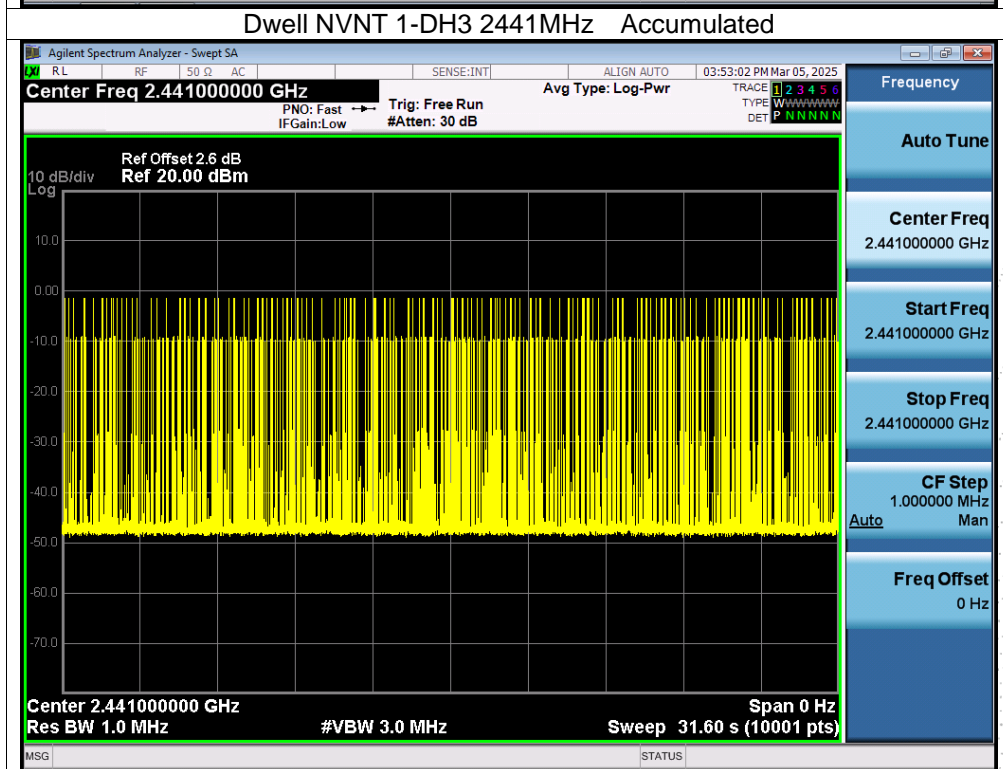 Dwell NVNT 1-DH3 2441MHz Accumulated
Agilent Spectrum Analyzer - Swept SA
LXI RL RF 50 Ω AC SENSE:INT ALIGN AUTO 03:53:02 PM Mar 05, 2025
Center Freq 2.441000000 GHz
PNO: Fast
IFGain:Low
Trig: Free Run
#Atten: 30 dB
Avg Type: Log-Pwr
TRACE 1 2 3 4 5 6
TYPE WWWWWWW
DET P N N N N N
Frequency
Auto Tune
Center Freq
2.441000000 GHz
Start Freq
2.441000000 GHz
Stop Freq
2.441000000 GHz
CF Step
1.000000 MHz
Auto Man
Freq Offset
0 Hz
Ref Offset 2.6 dB
10 dB/div Ref 20.00 dBm
Log
10.0
0.00
-10.0
-20.0
-30.0
-40.0
-50.0
-60.0
-70.0
Center 2.441000000 GHz Span 0 Hz
Res BW 1.0 MHz #VBW 3.0 MHz Sweep 31.60 s (10001 pts)
MSG STATUS